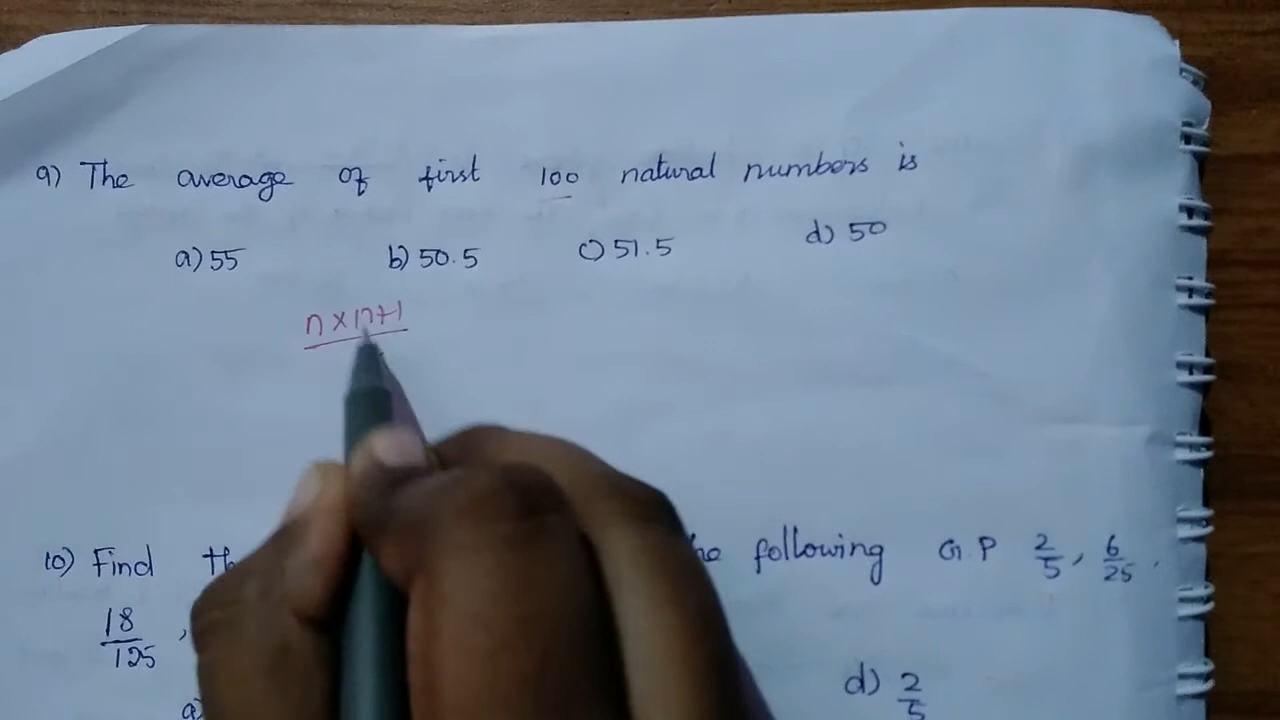 9) The average of first 100 natural numbers is
a) 55 b) 50.5 c) 51.5 d) 50
n×n+1
10) Find the following G.P 2/5, 6/25,
18/125,
a) d) 2/5